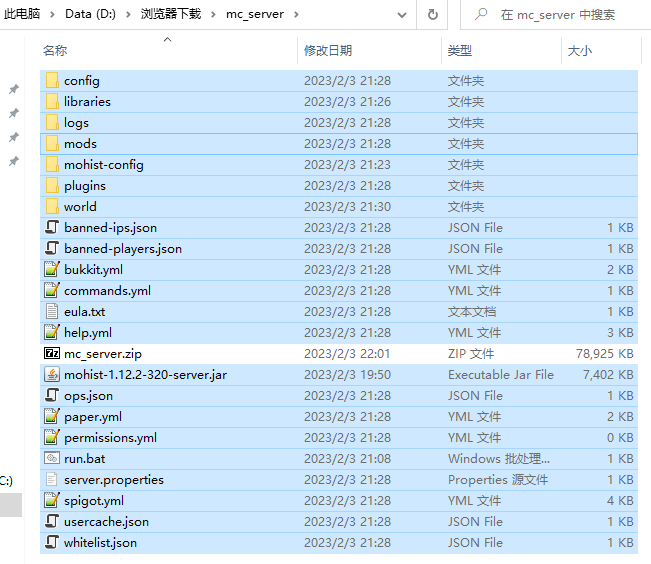 此电脑 > Data (D:) > 浏览器下载 > mc_server > 在 mc_server 中搜索
名称 修改日期 类型 大小
config 2023/2/3 21:28 文件夹
libraries 2023/2/3 21:26 文件夹
logs 2023/2/3 21:28 文件夹
mods 2023/2/3 21:28 文件夹
mohist-config 2023/2/3 21:23 文件夹
plugins 2023/2/3 21:28 文件夹
world 2023/2/3 21:30 文件夹
banned-ips.json 2023/2/3 21:28 JSON File 1 KB
banned-players.json 2023/2/3 21:28 JSON File 1 KB
bukkit.yml 2023/2/3 21:28 YML 文件 2 KB
commands.yml 2023/2/3 21:28 YML 文件 1 KB
eula.txt 2023/2/3 21:28 文本文档 1 KB
help.yml 2023/2/3 21:28 YML 文件 3 KB
mc_server.zip 2023/2/3 22:01 ZIP 文件 78,925 KB
mohist-1.12.2-320-server.jar 2023/2/3 19:50 Executable Jar File 7,402 KB
ops.json 2023/2/3 21:28 JSON File 1 KB
paper.yml 2023/2/3 21:28 YML 文件 2 KB
permissions.yml 2023/2/3 21:28 YML 文件 0 KB
run.bat 2023/2/3 21:08 Windows 批处理... 1 KB
C:) server.properties 2023/2/3 21:28 Properties 源文件 1 KB
spigot.yml 2023/2/3 21:28 YML 文件 4 KB
usercache.json 2023/2/3 21:28 JSON File 1 KB
whitelist.json 2023/2/3 21:28 JSON File 1 KB